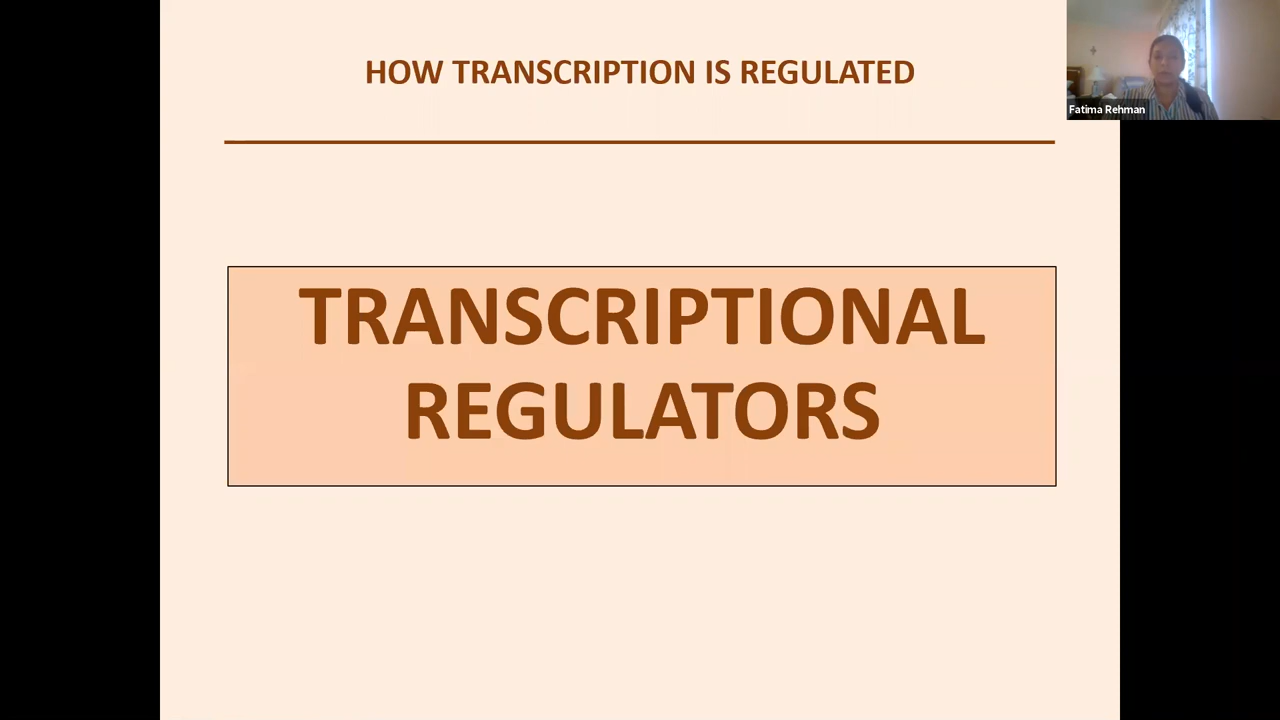 HOW TRANSCRIPTION IS REGULATED
Fatima Rehman
TRANSCRIPTIONAL
REGULATORS